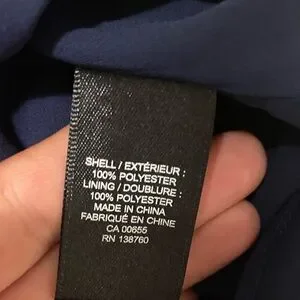 SHELL / EXTÉRIEUR :
100% POLYESTER
LINING / DOUBLURE :
100% POLYESTER
MADE IN CHINA
FABRIQUÉ EN CHINE
CA 00655
RN 138760